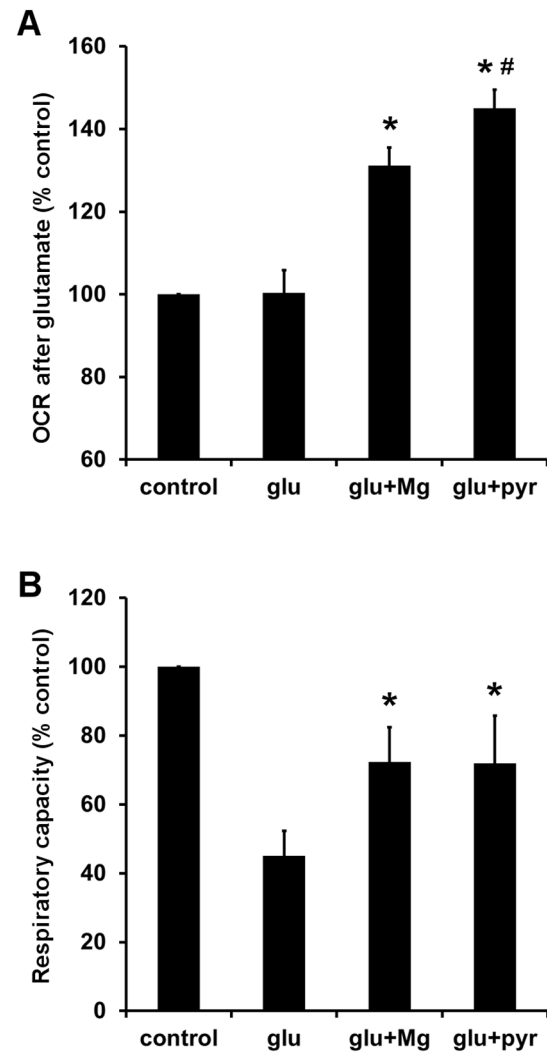 A
OCR after glutamate (% control)
160
140
120
100
80
60
*
* #
control glu glu+Mg glu+pyr
B
Respiratory capacity (% control)
120
100
80
60
40
20
0
*
*
control glu glu+Mg glu+pyr